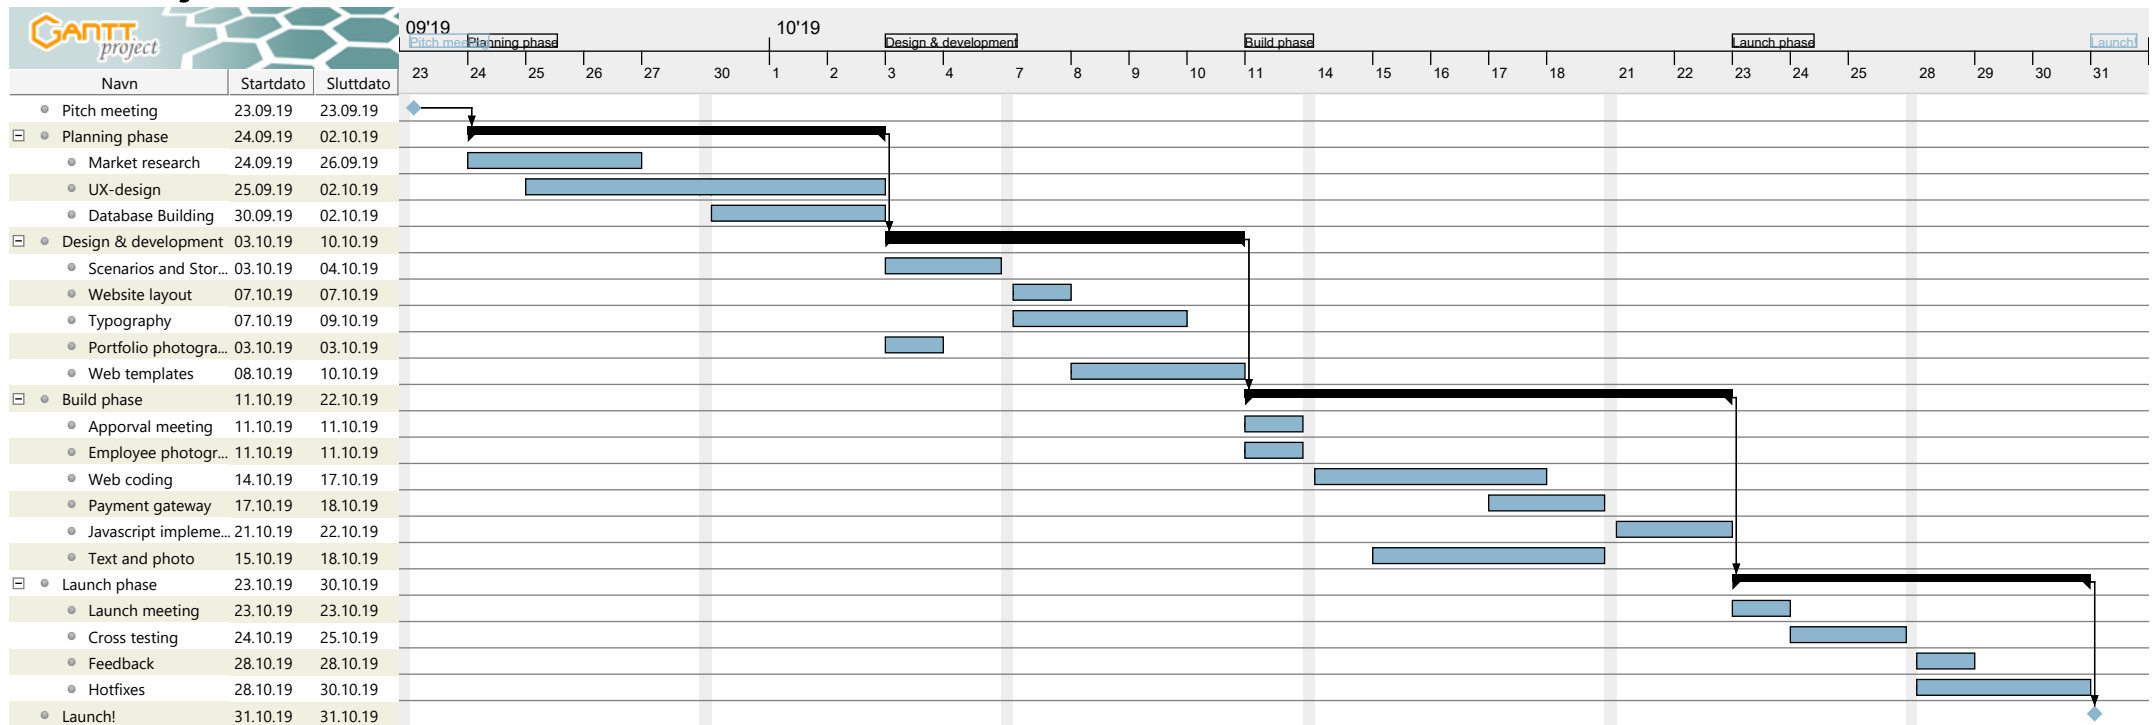 GANTT
project
09'19 10'19
Pitch meeting Planning phase Design & development Build phase Launch phase Launch!
23 24 25 26 27 30 1 2 3 4 7 8 9 10 11 14 15 16 17 18 21 22 23 24 25 28 29 30 31
Navn Startdato Sluttdato
Pitch meeting 23.09.19 23.09.19
Planning phase 24.09.19 02.10.19
Market research 24.09.19 26.09.19
UX-design 25.09.19 02.10.19
Database Building 30.09.19 02.10.19
Design & development 03.10.19 10.10.19
Scenarios and Stor... 03.10.19 04.10.19
Website layout 07.10.19 07.10.19
Typography 07.10.19 09.10.19
Portfolio photogra... 03.10.19 03.10.19
Web templates 08.10.19 10.10.19
Build phase 11.10.19 22.10.19
Apporval meeting 11.10.19 11.10.19
Employee photogr... 11.10.19 11.10.19
Web coding 14.10.19 17.10.19
Payment gateway 17.10.19 18.10.19
Javascript impleme... 21.10.19 22.10.19
Text and photo 15.10.19 18.10.19
Launch phase 23.10.19 30.10.19
Launch meeting 23.10.19 23.10.19
Cross testing 24.10.19 25.10.19
Feedback 28.10.19 28.10.19
Hotfixes 28.10.19 30.10.19
Launch! 31.10.19 31.10.19